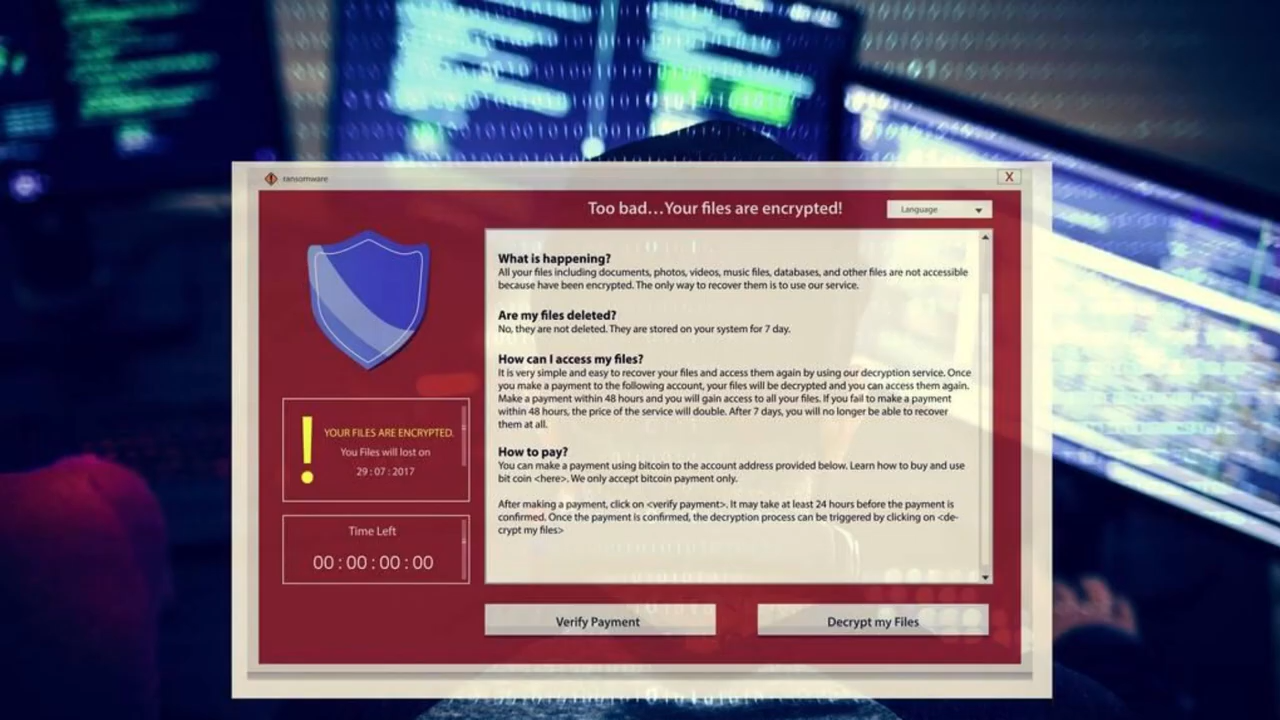 ransomware
X
Too bad...Your files are encrypted!
Language
What is happening?
All your files including documents, photos, videos, music files, databases, and other files are not accessible
because have been encrypted. The only way to recover them is to use our service.
Are my files deleted?
No, they are not deleted. They are stored on your system for 7 day.
How can I access my files?
It is very simple and easy to recover your files and access them again by using our decryption service. Once
you make a payment to the following account, your files will be decrypted and you can access them again.
Make a payment within 48 hours and you will gain access to all your files. If you fail to make a payment
within 48 hours, the price of the service will double. After 7 days, you will no longer be able to recover
them at all.
How to pay?
You can make a payment using bitcoin to the account address provided below. Learn how to buy and use
bit coin <here>. We only accept bitcoin payment only.
After making a payment, click on <verify payment>. It may take at least 24 hours before the payment is
confirmed. Once the payment is confirmed, the decryption process can be triggered by clicking on <de-
crypt my files>
! YOUR FILES ARE ENCRYPTED.
You Files will lost on
29 : 07 : 2017
Time Left
00 : 00 : 00 : 00
Verify Payment
Decrypt my Files